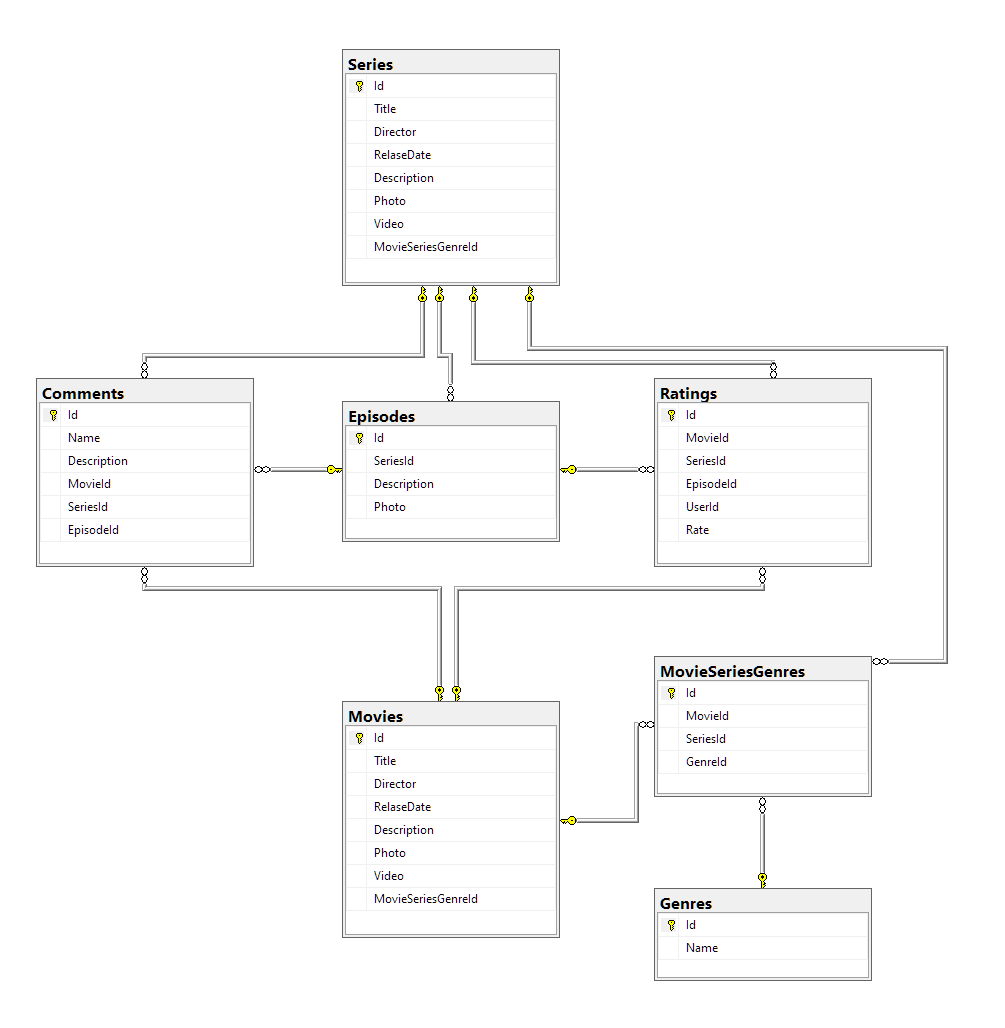 Series
Id
Title
Director
RelaseDate
Description
Photo
Video
MovieSeriesGenreId
Comments
Id
Name
Description
MovieId
SeriesId
EpisodeId
Episodes
Id
SeriesId
Description
Photo
Ratings
Id
MovieId
SeriesId
EpisodeId
UserId
Rate
MovieSeriesGenres
Id
MovieId
SeriesId
GenreId
Movies
Id
Title
Director
RelaseDate
Description
Photo
Video
MovieSeriesGenreId
Genres
Id
Name